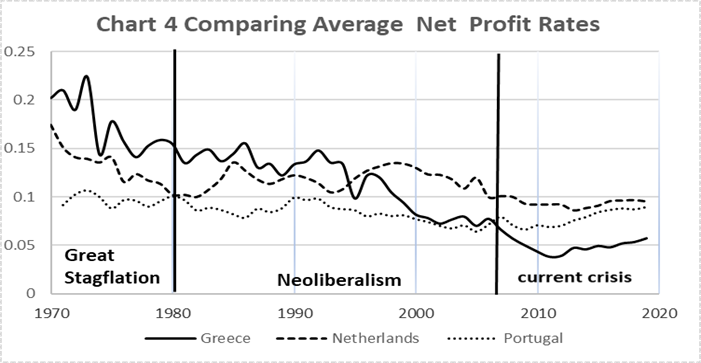 Chart 4 Comparing Average Net Profit Rates
0.25
0.2
0.15
0.1
0.05
0
Great
Stagflation
Neoliberalism
current crisis
1970 1980 1990 2000 2010 2020
Greece Netherlands Portugal